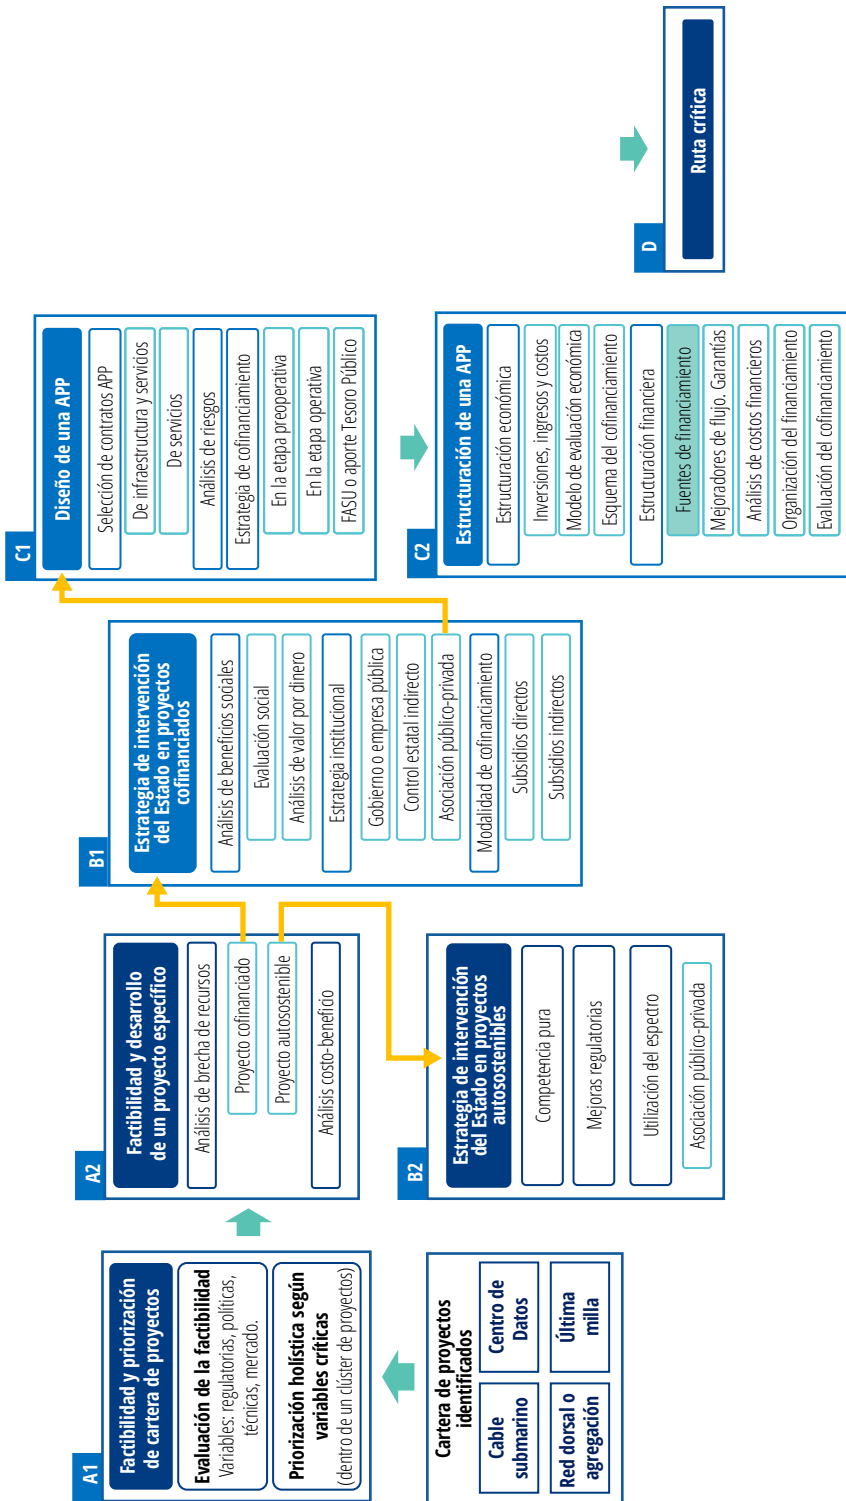 A1
Factibilidad y priorización
de cartera de proyectos
Evaluación de la factibilidad
Variables: regulatorias, políticas,
técnicas, mercado.
Priorización holística según
variables críticas
(dentro de un clúster de proyectos)
Cartera de proyectos
identificados
Cable
submarino
Centro de
Datos
Red dorsal o
agregación
Última
milla
A2
Factibilidad y desarrollo
de un proyecto específico
Análisis de brecha de recursos
Proyecto cofinanciado
Proyecto autosostenible
Análisis costo-beneficio
B2
Estrategia de intervención
del Estado en proyectos
autosostenibles
Competencia pura
Mejoras regulatorias
Utilización del espectro
Asociación público-privada
B1
Estrategia de intervención
del Estado en proyectos
cofinanciados
Análisis de beneficios sociales
Evaluación social
Análisis de valor por dinero
Estrategia institucional
Gobierno o empresa pública
Control estatal indirecto
Asociación público-privada
Modalidad de cofinanciamiento
Subsidios directos
Subsidios indirectos
C1
Diseño de una APP
Selección de contratos APP
De infraestructura y servicios
De servicios
Análisis de riesgos
Estrategia de cofinanciamiento
En la etapa preoperativa
En la etapa operativa
FASU o aporte Tesoro Público
C2
Estructuración de una APP
Estructuración económica
Inversiones, ingresos y costos
Modelo de evaluación económica
Esquema del cofinanciamiento
Estructuración financiera
Fuentes de financiamiento
Mejoradores de flujo. Garantías
Análisis de costos financieros
Organización del financiamiento
Evaluación del cofinanciamiento
D
Ruta crítica